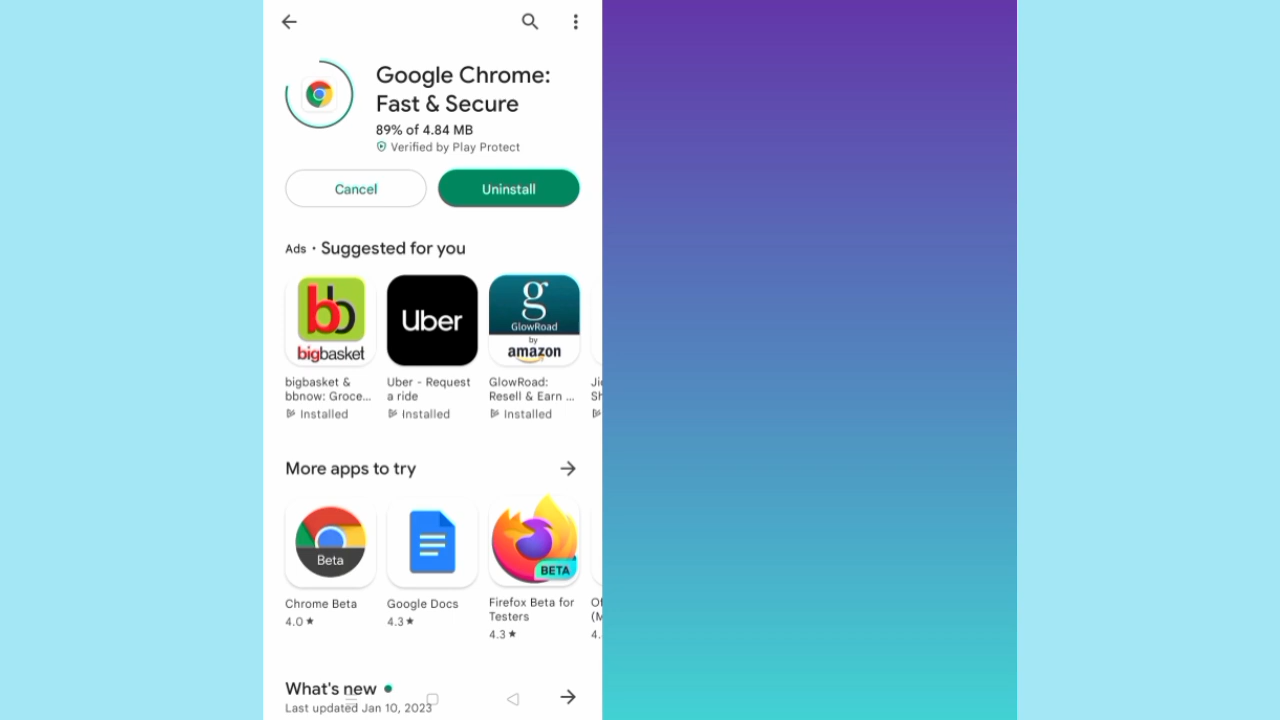 Google Chrome:
Fast & Secure
89% of 4.84 MB
Verified by Play Protect
Cancel
Uninstall
Ads • Suggested for you
bb
bigbasket
Uber
g
GlowRoad
by
amazon
bigbasket &
bbnow: Groce...
Installed
Uber - Request
a ride
Installed
GlowRoad:
Resell & Earn ...
Installed
More apps to try
Beta
BETA
Chrome Beta
4.0 ★
Google Docs
4.3 ★
Firefox Beta for
Testers
4.3 ★
What's new
Last updated Jan 10, 2023